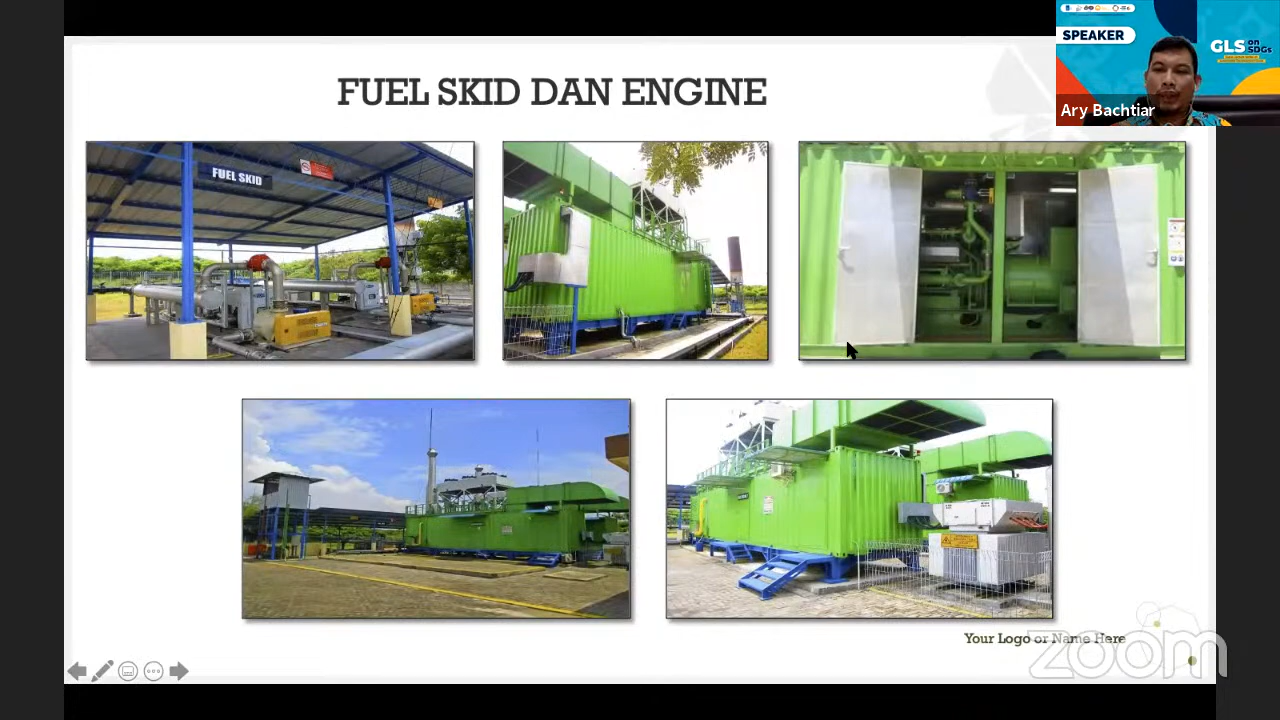 SPEAKER
GLS on SDGs
Ary Bachtiar
FUEL SKID DAN ENGINE
FUEL SKID
Your Logo or Name Here
zoom